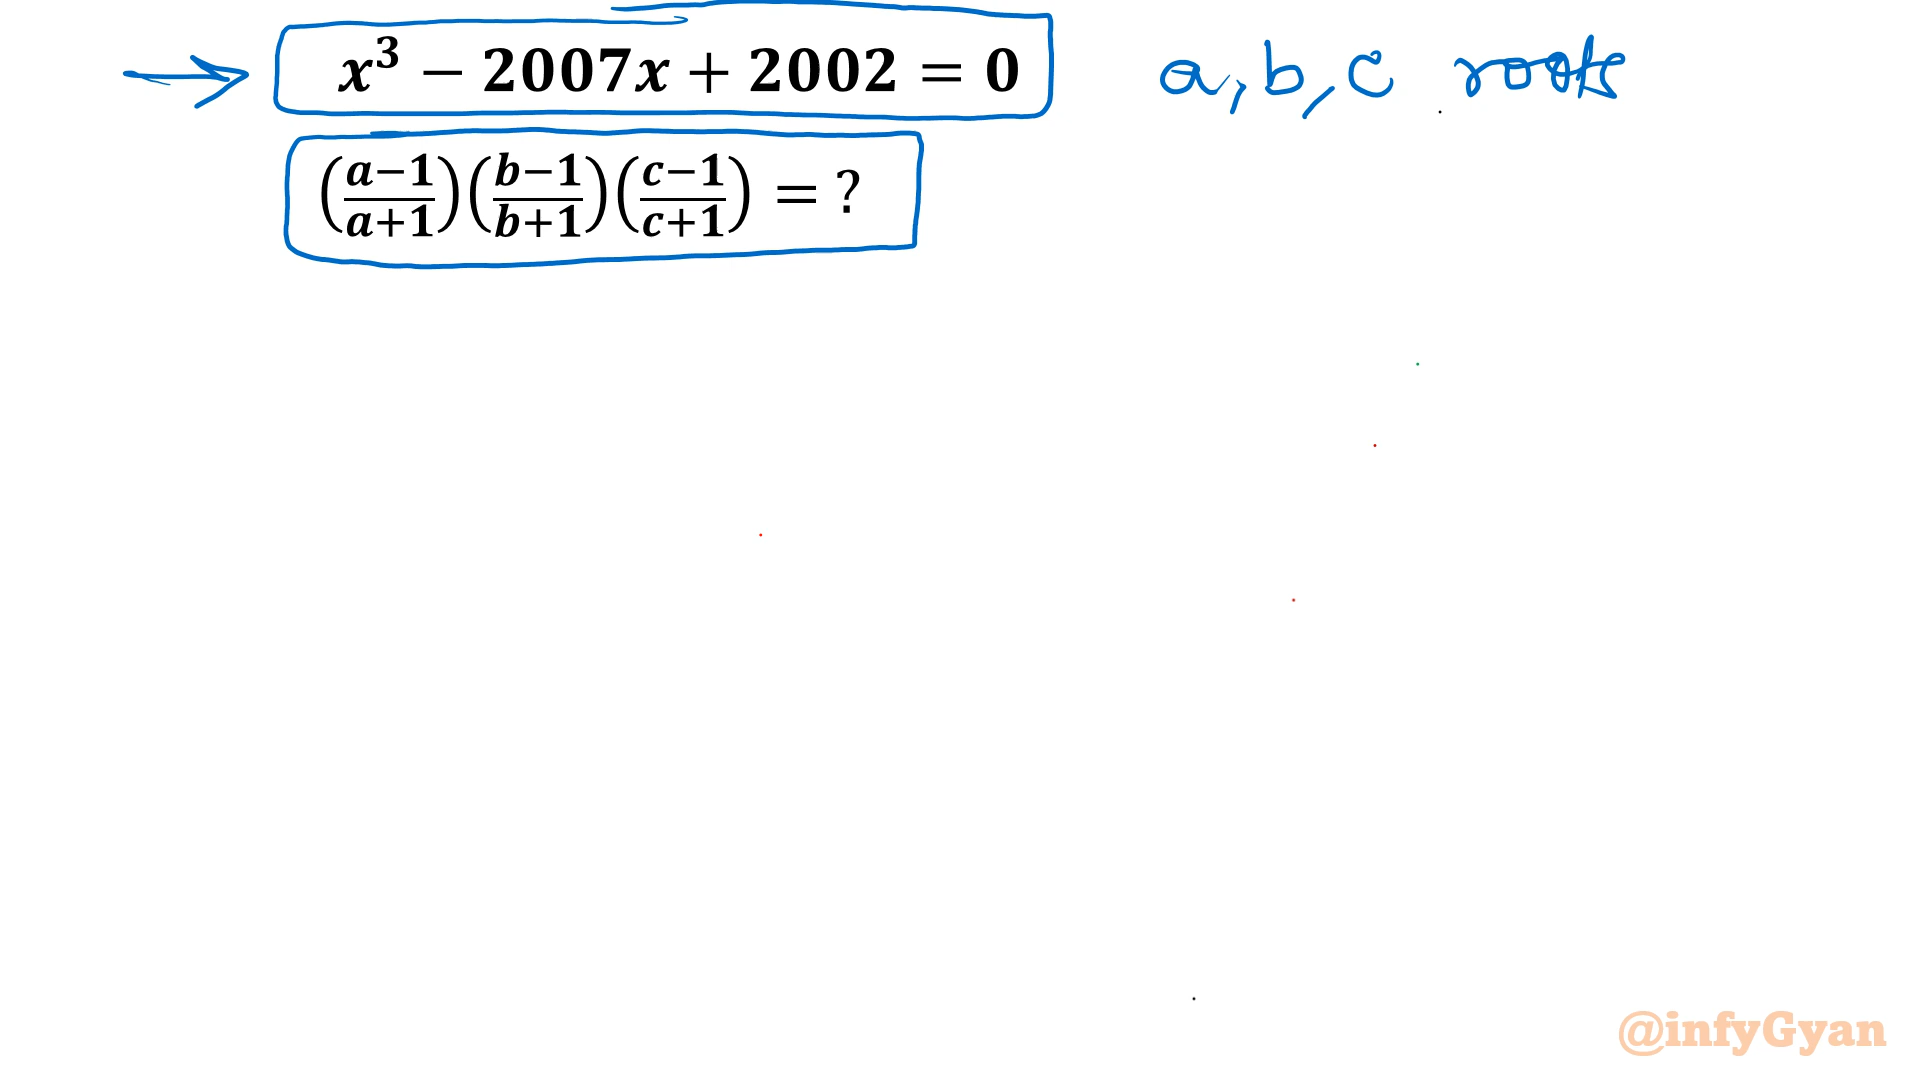 x³ − 2007x + 2002 = 0 a, b, c roots
((a−1)/(a+1))((b−1)/(b+1))((c−1)/(c+1)) = ?
@infyGyan